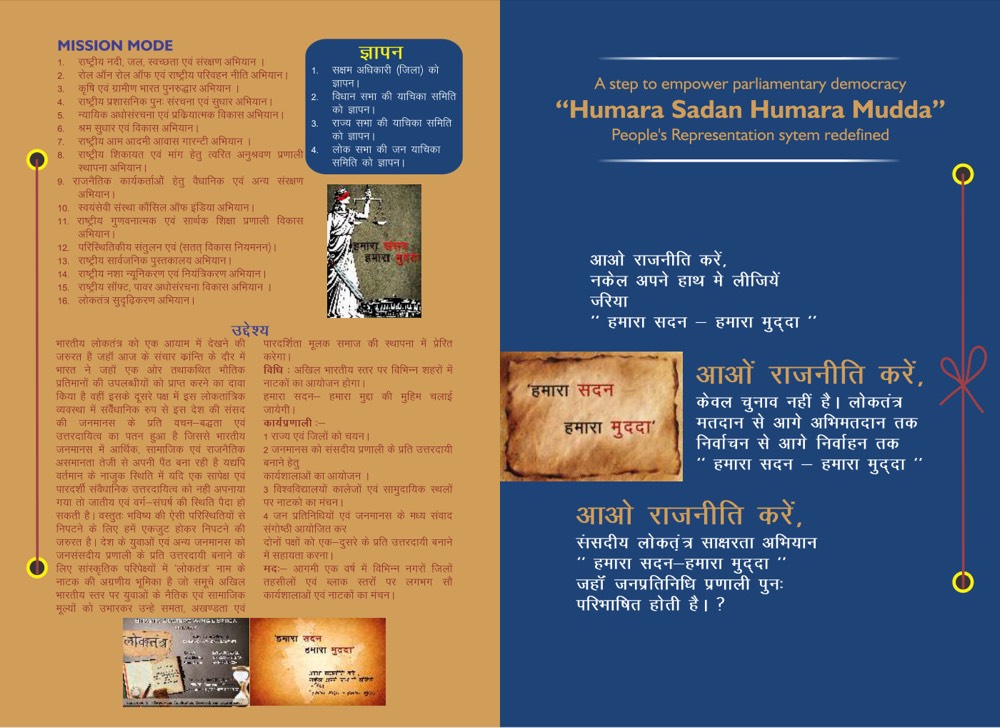 MISSION MODE
1. राष्ट्रीय नदी, जल, स्वच्छता एवं संरक्षण अभियान ।
2. रोल ऑन रोल ऑफ एवं राष्ट्रीय परिवहन नीति अभियान।
3. कृषि एवं ग्रामीण भारत पुनरुद्धार अभियान ।
4. राष्ट्रीय प्रशासनिक पुनः संरचना एवं सुधार अभियान।
5. न्यायिक अधोसंरचना एवं प्रक्रियात्मक विकास अभियान।
6. श्रम सुधार एवं विकास अभियान।
7. राष्ट्रीय आम आदमी आवास गारन्टी अभियान ।
8. राष्ट्रीय शिकायत एवं मांग हेतु त्वरित अनुश्रवण प्रणाली
स्थापना अभियान।
9. राजनैतिक कार्यकर्ताओं हेतु वैधानिक एवं अन्य संरक्षण
अभियान।
10. स्वयंसेवी संस्था कौंसिल ऑफ इंडिया अभियान।
11. राष्ट्रीय गुणवनात्मक एवं सार्थक शिक्षा प्रणाली विकास
अभियान।
12. परिस्थितिकीय संतुलन एवं (सतत् विकास नियमनन)।
13. राष्ट्रीय सार्वजनिक पुस्तकालय अभियान।
14. राष्ट्रीय नशा न्यूनिकरण एवं नियंत्रिकरण अभियान।
15. राष्ट्रीय सॉफ्ट, पावर अधोसंरचना विकास अभियान ।
16. लोकतंत्र सुदृढ़िकरण अभियान।
ज्ञापन
1. सक्षम अधिकारी (जिला) को
ज्ञापन।
2. विधान सभा की याचिका समिति
को ज्ञापन।
3. राज्य सभा की याचिका समिति
को ज्ञापन।
4. लोक सभा की जन याचिका
समिति को ज्ञापन।
हमारा संसद
हमारा मुद्दा
उद्देश्य
भारतीय लोकतंत्र को एक आयाम में देखने की
जरुरत है जहाँ आज के संचार क्रान्ति के दौर में
भारत ने जहाँ एक ओर तथाकथित भौतिक
प्रतिमानों की उपलब्धीयों को प्राप्त करने का दावा
किया है वहीं इसके दूसरे पक्ष में इस लोकतात्रिक
व्यवस्था में सर्वैधानिक रुप से इस देश की संसद
की जनमानस के प्रति वचन–बद्धता एवं
उत्तरदायित्व का पतन हुआ है जिससे भारतीय
जनमानस में आर्थिक, सामाजिक एवं राजनैतिक
असमानता तेजी से अपनी पैठ बना रही है यद्यपि
वर्तमान के नाजुक स्थिति में यदि एक सापेक्ष एवं
पारदर्शी संवैधानिक उत्तरदायित्व को नही अपनाया
गया तो जातीय एवं वर्ग–संघर्ष की स्थिति पैदा हो
सकती है। वस्तुतः भविष्य की ऐसी परिस्थितियों से
निपटने के लिए हमें एकजुट होकर निपटने की
जरुरत है। देश के युवाओं एवं अन्य जनमानस को
जनसंसदीय प्रणाली के प्रति उत्तरदायी बनाने के
लिए सांस्कृतिक परिपेक्ष्यों में 'लोकतंत्र' नाम के
नाटक की अग्रणीय भूमिका है जो समूचे अखिल
भारतीय स्तर पर युवाओं के नैतिक एवं सामाजिक
मूल्यों को उभारकर उन्हे समता, अखण्डता एवं
पारदर्शिता मूलक समाज की स्थापना में प्रेरित
करेगा।
विधि : अखिल भारतीय स्तर पर विभिन्न शहरों में
नाटकों का आयोजन होगा।
हमारा सदन– हमारा मुद्दा की मुहिम चलाई
जायेगी।
कार्यप्रणाली :–
1 राज्य एवं जिलों को चयन।
2 जनमानस को संसदीय प्रणाली के प्रति उत्तरदायी
बनाने हेतु
कार्यशालाओं का आयोजन ।
3 विश्वविद्यालयों कालेजों एवं सामुदायिक स्थलों
पर नाटकों का मंचन।
4 जन प्रतिनिधियों एवं जनमानस के मध्य संवाद
संगोष्ठी आयोजित कर
दोनों पक्षों को एक–दुसरे के प्रति उत्तरदायी बनाने
में सहायता करना।
मदः– आगमी एक वर्ष में विभिन्न नगरों जिलों
तहसीलों एवं ब्लाक स्तरों पर लगभग सौ
कार्यशालाओं एवं नाटकों का मंचन।
लोकतंत्र
'हमारा सदन
हमारा मुद्दा'
A step to empower parliamentary democracy
“Humara Sadan Humara Mudda”
People's Representation sytem redefined
आओ राजनीति करें,
नकेल अपने हाथ मे लीजियें
जरिया
“ हमारा सदन – हमारा मुद्दा “
'हमारा सदन
हमारा मुद्दा'
आओं राजनीति करें,
केवल चुनाव नहीं है। लोकतंत्र
मतदान से आगे अभिमतदान तक
निर्वाचन से आगे निर्वाहन तक
“ हमारा सदन – हमारा मुद्दा “
आओ राजनीति करें,
संसदीय लोकतंत्र साक्षरता अभियान
“ हमारा सदन–हमारा मुद्दा “
जहाँ जनप्रतिनिधि प्रणाली पुनः
परिभाषित होती है। ?